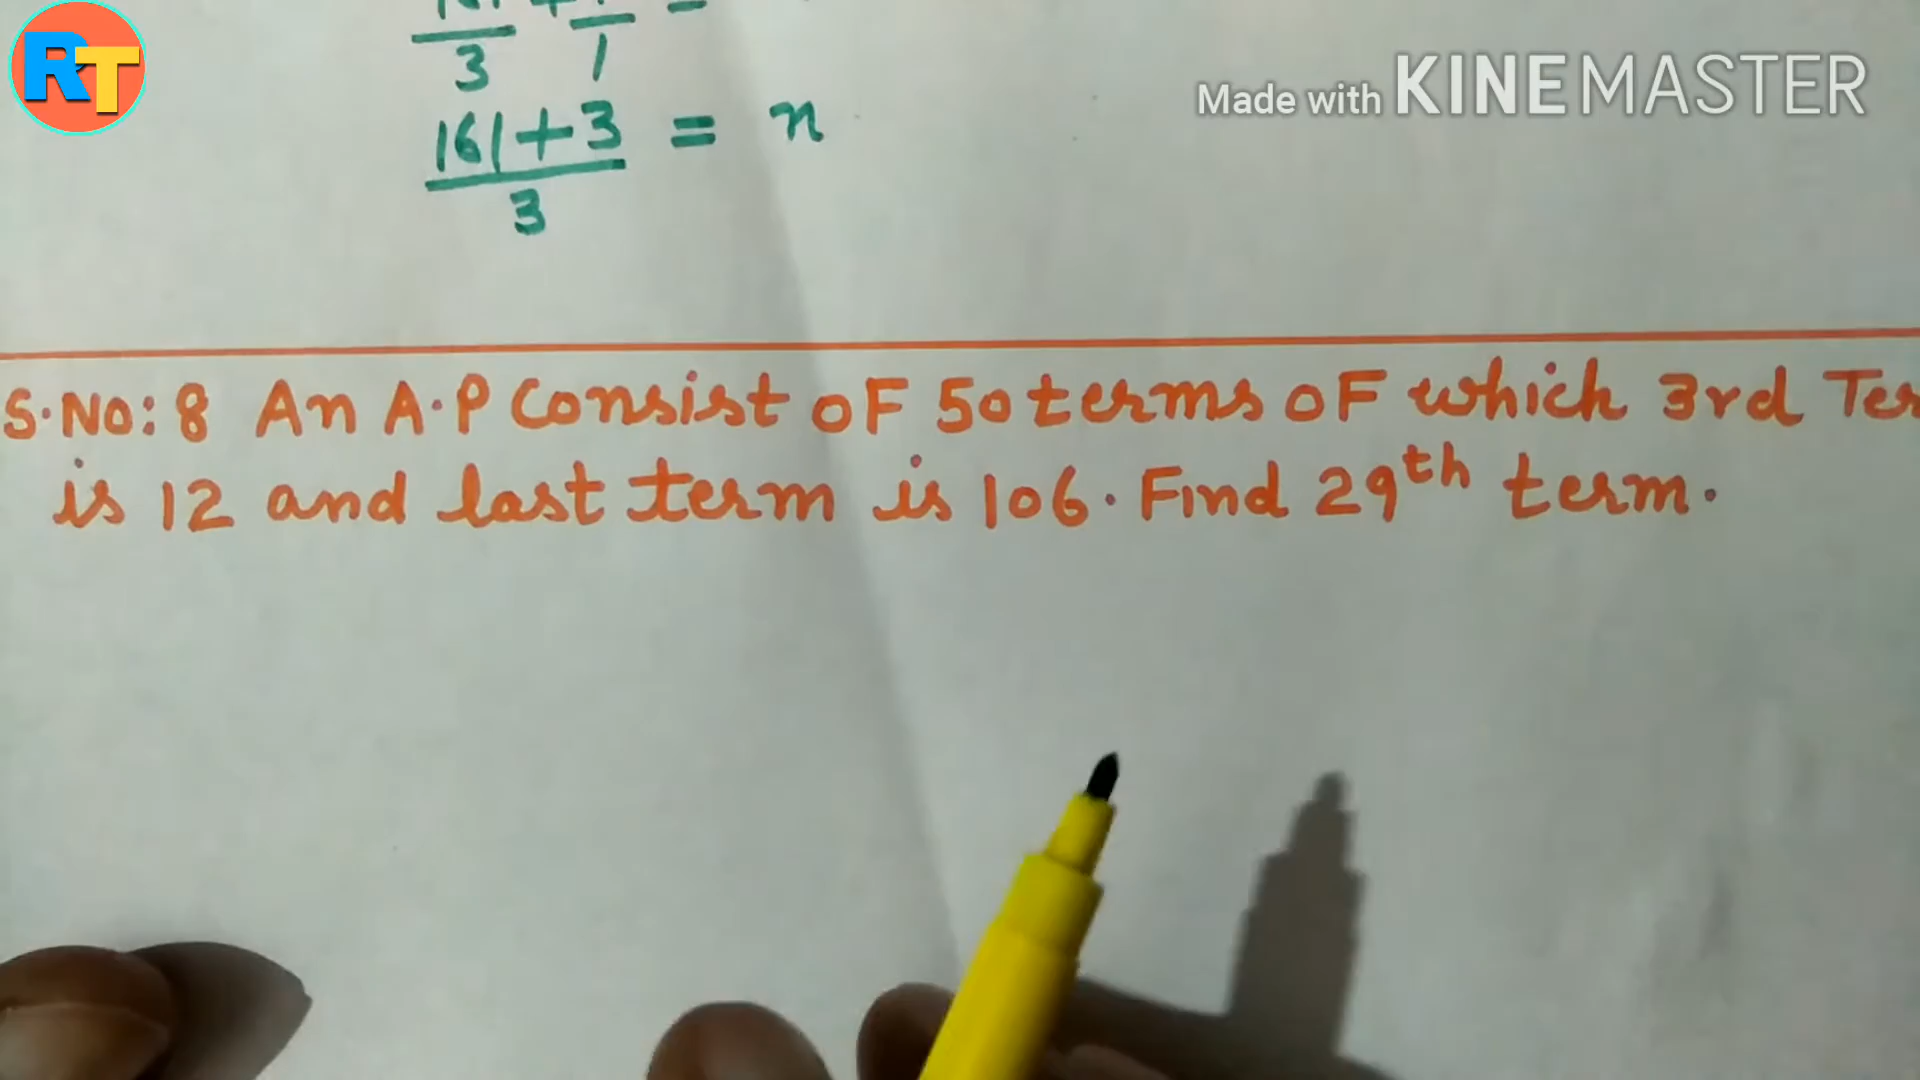 RT
Made with KINEMASTER
3 1
161+3 = n
3
S.No: 8 An A.P Consist oF 50 terms oF which 3rd
is 12 and last term is 106. Find 29th term.